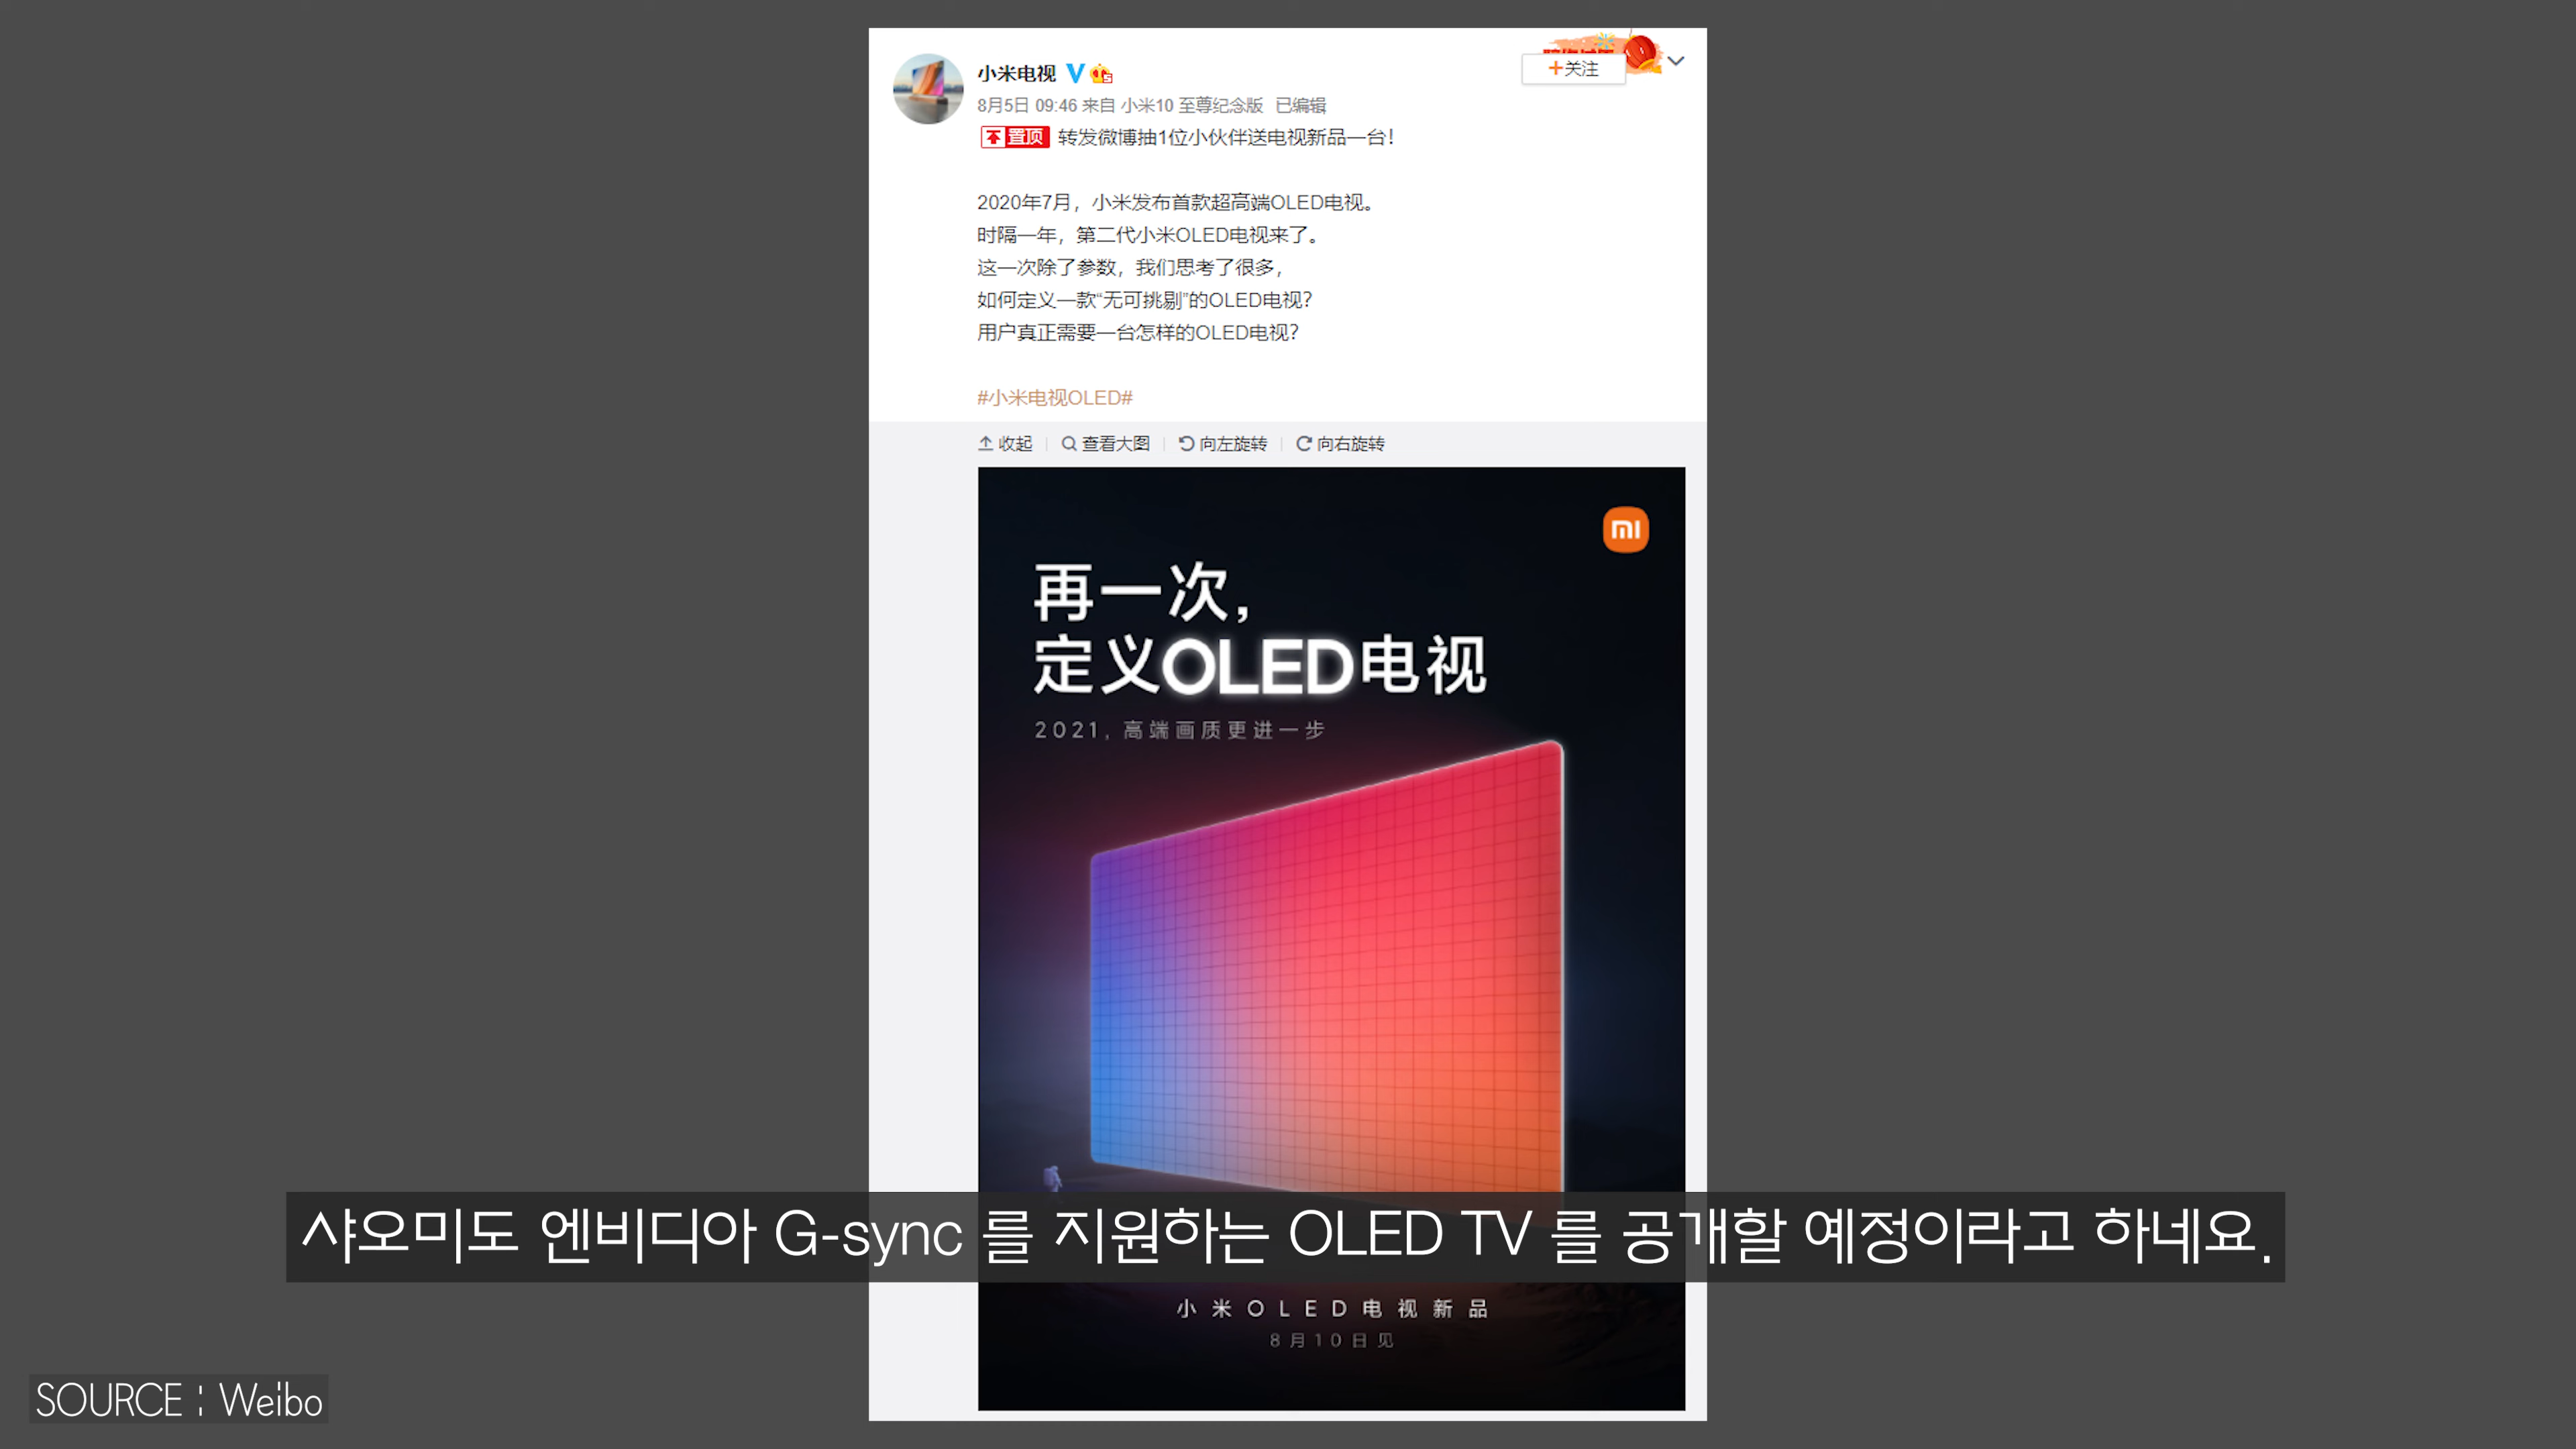 小米电视
+关注
8月5日 09:46 来自 小米10 至尊纪念版 已编辑
置顶 转发微博抽1位小伙伴送电视新品一台！
2020年7月，小米发布首款超高端OLED电视。
时隔一年，第二代小米OLED电视来了。
这一次除了参数，我们思考了很多，
如何定义一款“无可挑剔”的OLED电视？
用户真正需要一台怎样的OLED电视？
#小米电视OLED#
收起 查看大图 向左旋转 向右旋转
mi
再一次，
定义OLED电视
2021，高端画质更进一步
샤오미도 엔비디아 G-sync 를 지원하는 OLED TV 를 공개할 예정이라고 하네요.
小米OLED电视新品
8月10日见
SOURCE : Weibo